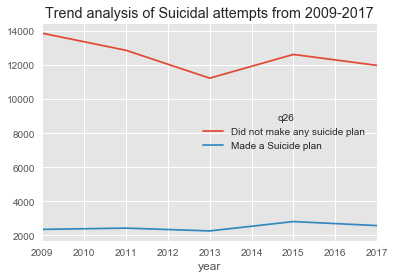 Trend analysis of Suicidal attempts from 2009-2017
14000
12000
10000
8000
6000
4000
2000
q26
Did not make any suicide plan
Made a Suicide plan
2009 2010 2011 2012 2013 2014 2015 2016 2017
year